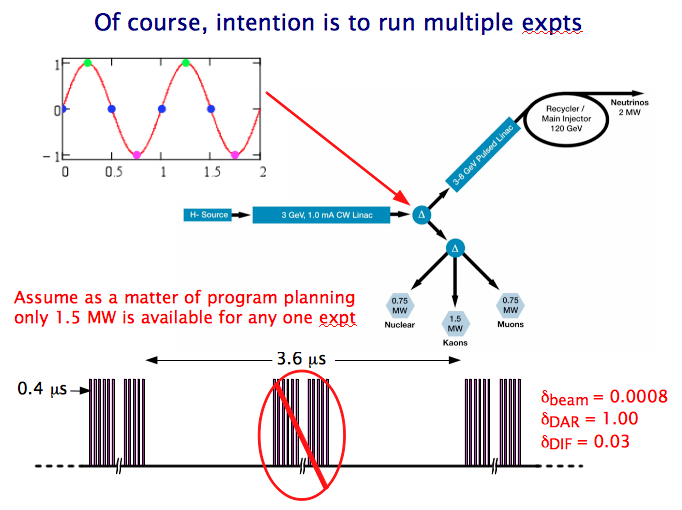 Of course, intention is to run multiple expts
1
0
-1
0
0.5
1
1.5
2
Neutrinos
2 MW
Recycler /
Main Injector
120 GeV
3-8 GeV Pulsed Linac
H- Source
3 GeV, 1.0 mA CW Linac
Δ
Δ
0.75
MW
Nuclear
1.5
MW
Kaons
0.75
MW
Muons
Assume as a matter of program planning
only 1.5 MW is available for any one expt
3.6 μs
0.4 μs
δbeam = 0.0008
δDAR = 1.00
δDIF = 0.03